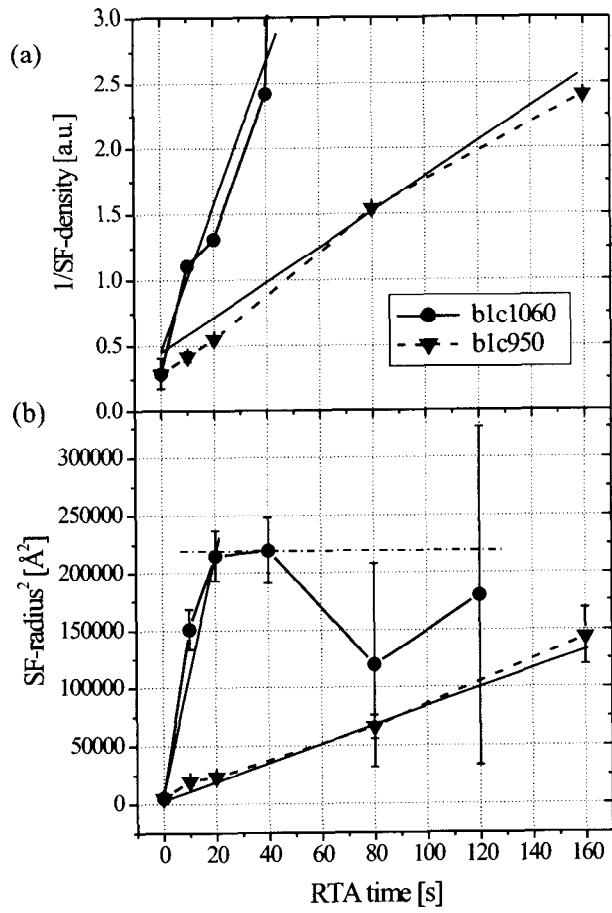 (a)
3.0
2.5
2.0
1.5
1.0
0.5
0.0
1/SF-density [a.u.]
b1c1060
b1c950
(b)
300000
250000
200000
150000
100000
50000
0
SF-radius² [Å²]
0 20 40 60 80 100 120 140 160
RTA time [s]